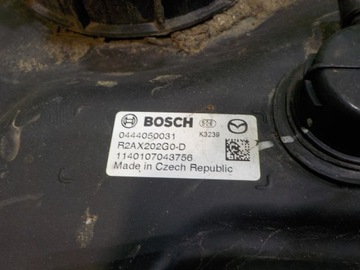 BOSCH K3239
0444050031
R2AX202G0-D
1140107043756
Made in Czech Republic